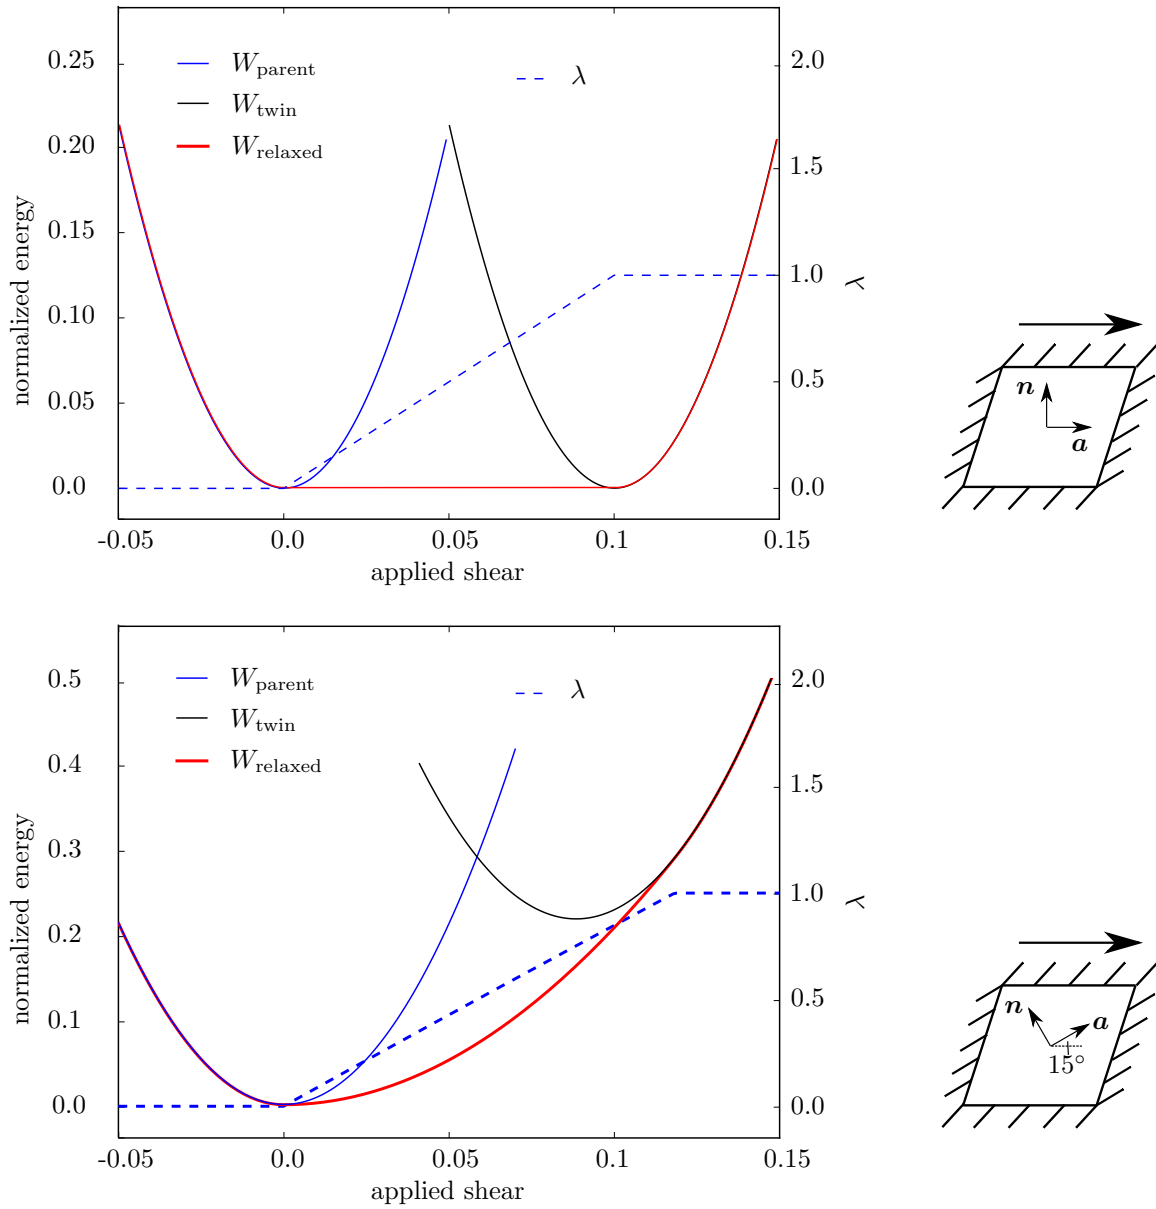 0.25
0.20
0.15
0.10
0.05
0.0
normalized energy
W_parent
W_twin
W_relaxed
λ
2.0
1.5
1.0
0.5
0.0
λ
-0.05 0.0 0.05 0.1 0.15
applied shear
n
a
0.5
0.4
0.3
0.2
0.1
0.0
normalized energy
W_parent
W_twin
W_relaxed
λ
2.0
1.5
1.0
0.5
0.0
λ
-0.05 0.0 0.05 0.1 0.15
applied shear
n
a
15°